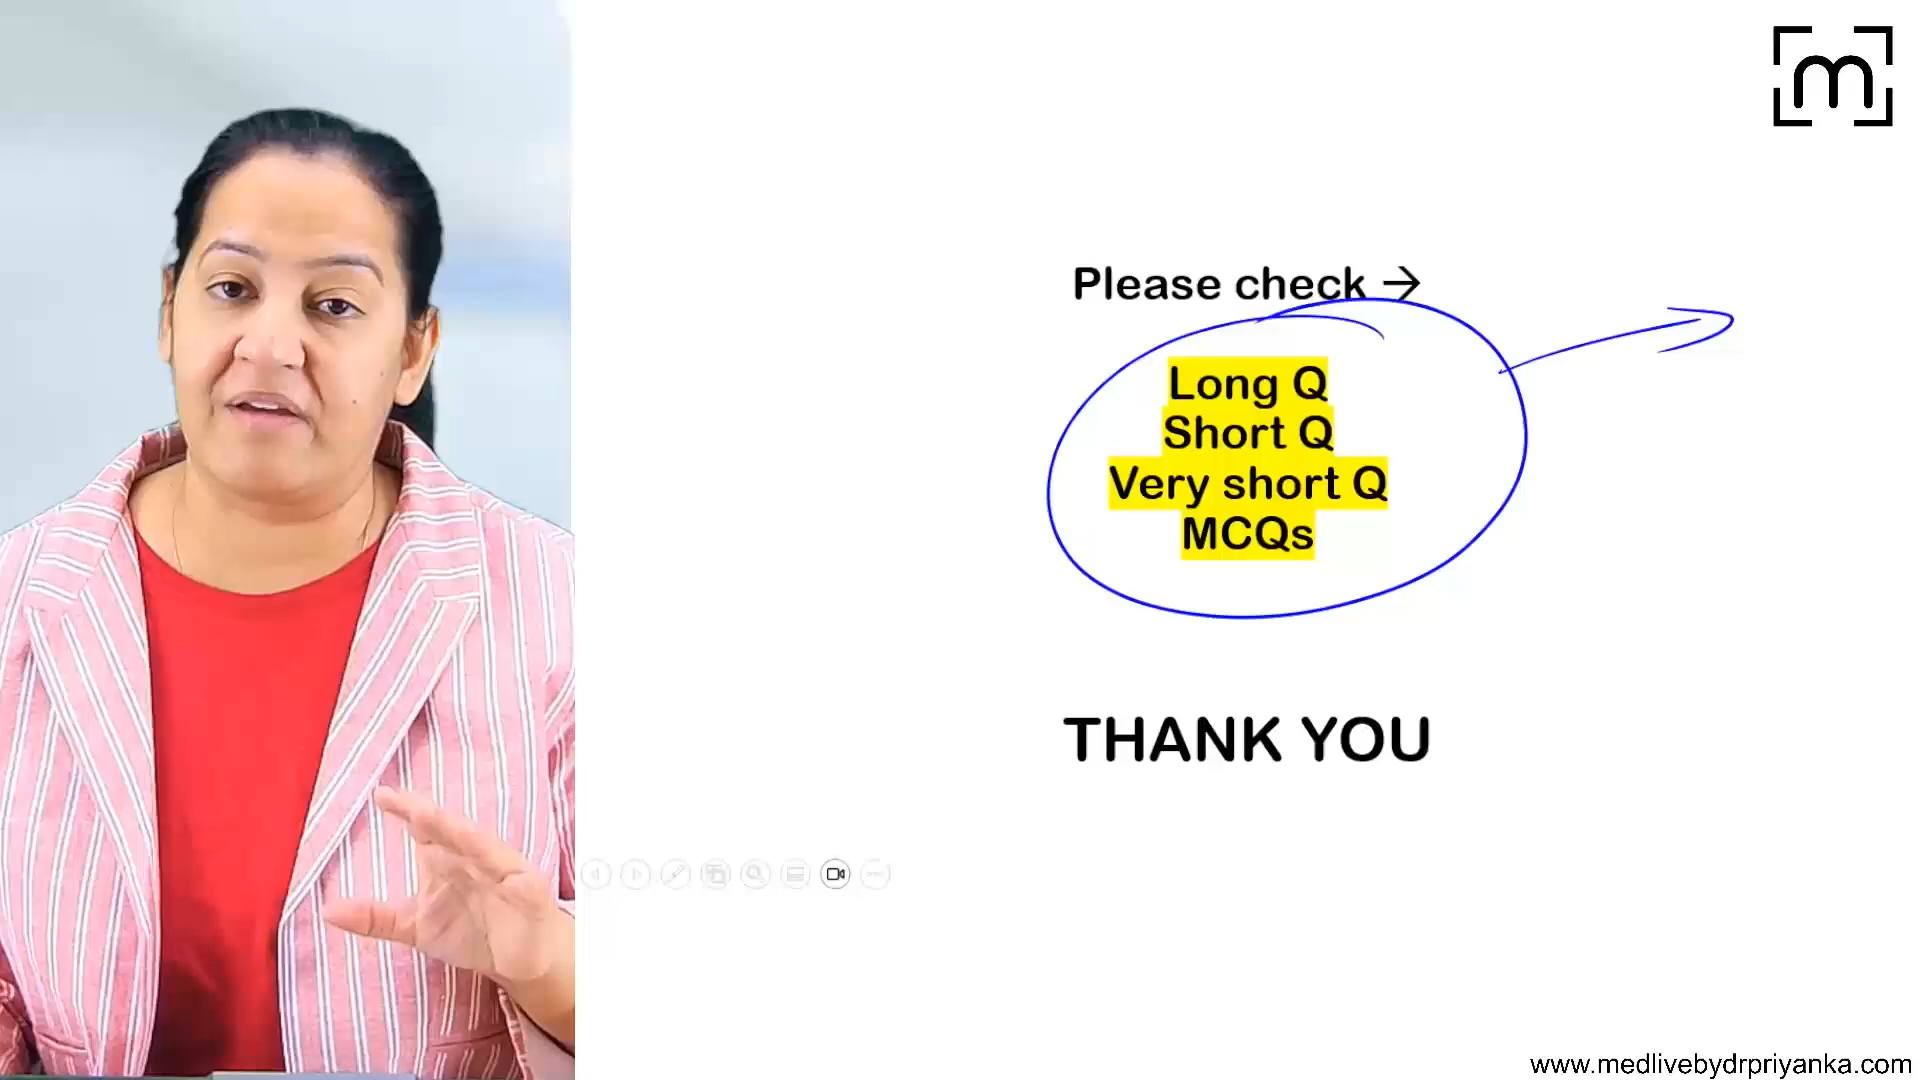 m
Please check →
Long Q
Short Q
Very short Q
MCQs
THANK YOU
www.medlivebydrpriyanka.com